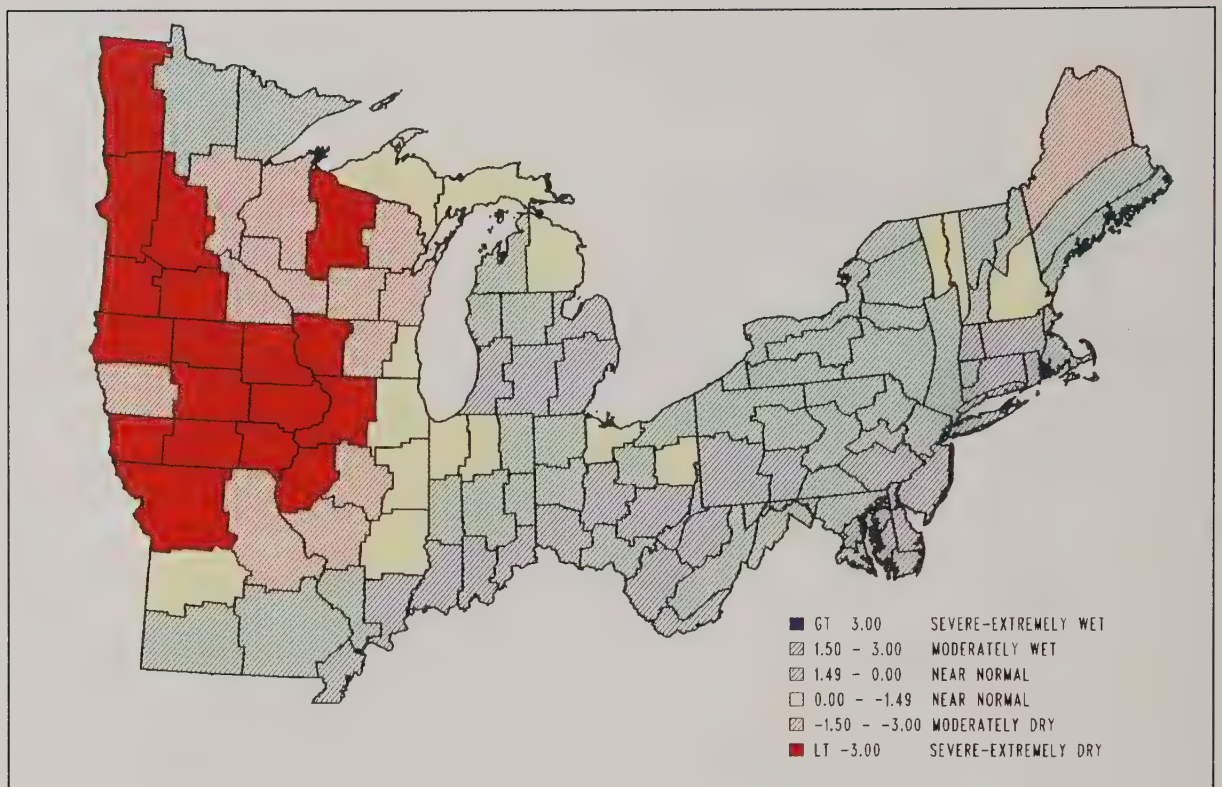 GT 3.00 SEVERE-EXTREMELY WET
1.50 - 3.00 MODERATELY WET
1.49 - 0.00 NEAR NORMAL
0.00 - -1.49 NEAR NORMAL
-1.50 - -3.00 MODERATELY DRY
LT -3.00 SEVERE-EXTREMELY DRY